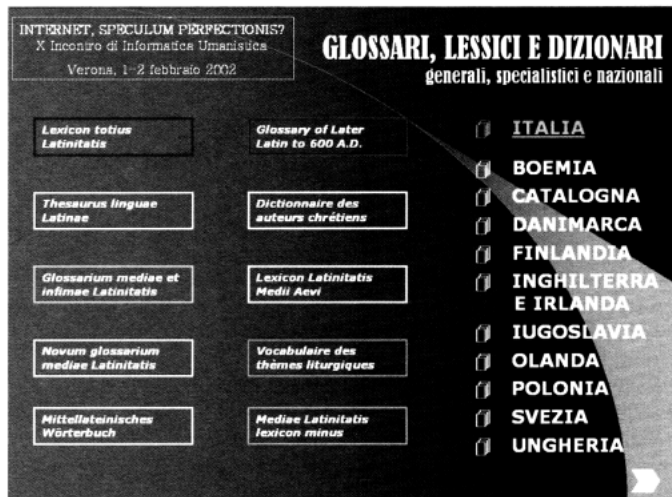 INTERNET, SPECULUM PERFECTIONIS?
X Incontro di Informatica Umanistica
Verona, 1-2 febbraio 2002
GLOSSARI, LESSICI E DIZIONARI
generali, specialistici e nazionali
Lexicon totius
Latinitatis
Glossary of Later
Latin to 600 A.D.
Thesaurus linguae
Latinae
Dictionnaire des
auteurs chrétiens
Glossarium mediae et
infimae Latinitatis
Lexicon Latinitatis
Medii Aevi
Novum glossarium
mediae Latinitatis
Vocabulaire des
thèmes liturgiques
Mittellateinisches
Wörterbuch
Mediae Latinitatis
lexicon minus
ITALIA
BOEMIA
CATALOGNA
DANIMARCA
FINLANDIA
INGHILTERRA
E IRLANDA
IUGOSLAVIA
OLANDA
POLONIA
SVEZIA
UNGHERIA